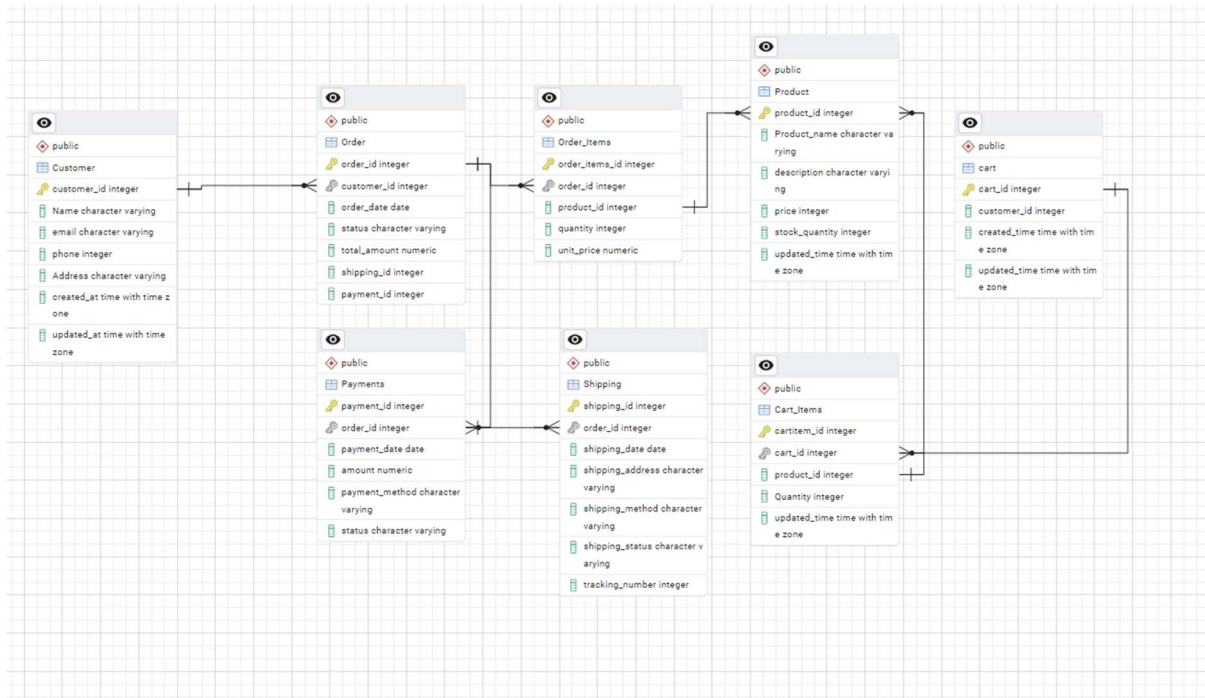 public
Customer
customer_id integer
Name character varying
email character varying
phone integer
Address character varying
created_at time with time z
one
updated_at time with time
zone
public
Order
order_id integer
customer_id integer
order_date date
status character varying
total_amount numeric
shipping_id integer
payment_id integer
public
Order_Items
order_items_id integer
order_id integer
product_id integer
quantity integer
unit_price numeric
public
Product
product_id integer
Product_name character va
rying
description character varyi
ng
price integer
stock_quantity integer
updated_time time with tim
e zone
public
cart
cart_id integer
customer_id integer
created_time time with tim
e zone
updated_time time with tim
e zone
public
Payments
payment_id integer
order_id integer
payment_date date
amount numeric
payment_method character
varying
status character varying
public
Shipping
shipping_id integer
order_id integer
shipping_date date
shipping_address character
varying
shipping_method character
varying
shipping_status character v
arying
tracking_number integer
public
Cart_Items
cartitem_id integer
cart_id integer
product_id integer
Quantity integer
updated_time time with tim
e zone